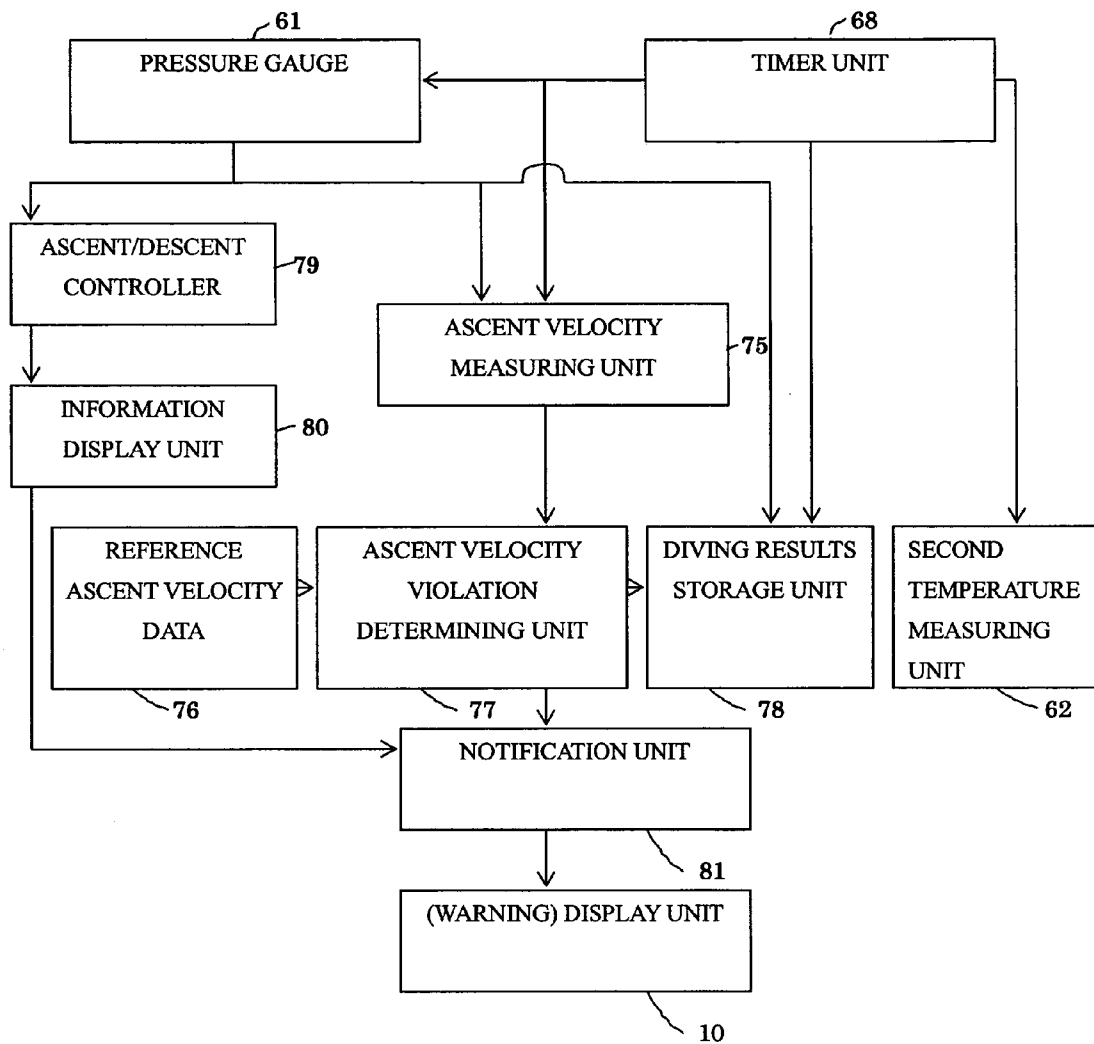 61
68
PRESSURE GAUGE
TIMER UNIT
ASCENT/DESCENT
CONTROLLER
79
ASCENT VELOCITY
MEASURING UNIT
75
INFORMATION
DISPLAY UNIT
80
REFERENCE
ASCENT VELOCITY
DATA
76
ASCENT VELOCITY
VIOLATION
DETERMINING UNIT
77
DIVING RESULTS
STORAGE UNIT
78
SECOND
TEMPERATURE
MEASURING
UNIT
62
NOTIFICATION UNIT
81
(WARNING) DISPLAY UNIT
10